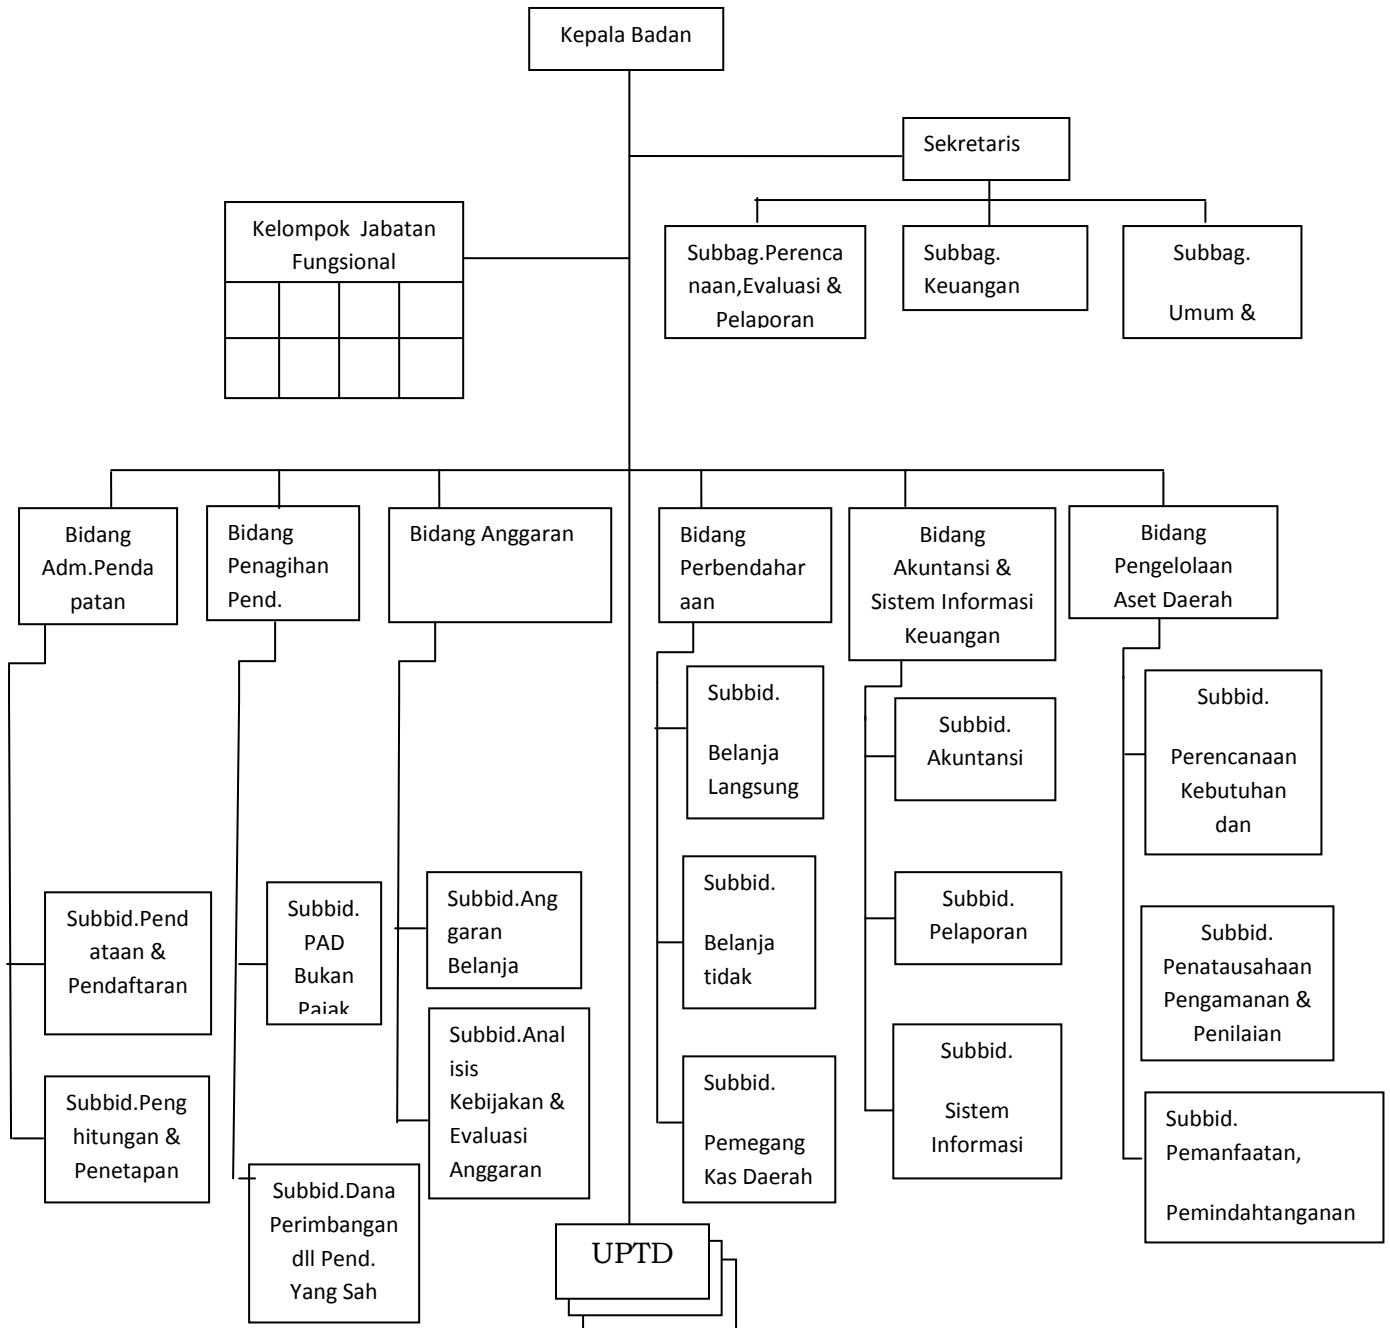 Kepala Badan
Sekretaris
Kelompok Jabatan
Fungsional
Subbag.Perenca
naan,Evaluasi &
Pelaporan
Subbag.
Keuangan
Subbag.
Umum &
Bidang
Adm.Penda
patan
Bidang
Penagihan
Pend.
Bidang Anggaran
Bidang
Perbendahar
aan
Bidang
Akuntansi &
Sistem Informasi
Keuangan
Bidang
Pengelolaan
Aset Daerah
Subbid.Pend
ataan &
Pendaftaran
Subbid.Peng
hitungan &
Penetapan
Subbid.
PAD
Bukan
Pajak
Subbid.Dana
Perimbangan
dll Pend.
Yang Sah
Subbid.Ang
garan
Belanja
Subbid.Anal
isis
Kebijakan &
Evaluasi
Anggaran
Subbid.
Belanja
Langsung
Subbid.
Belanja
tidak
Subbid.
Pemegang
Kas Daerah
Subbid.
Akuntansi
Subbid.
Pelaporan
Subbid.
Sistem
Informasi
Subbid.
Perencanaan
Kebutuhan
dan
Subbid.
Penatausahaan
Pengamanan &
Penilaian
Subbid.
Pemanfaatan,
Pemindahtanganan
UPTD